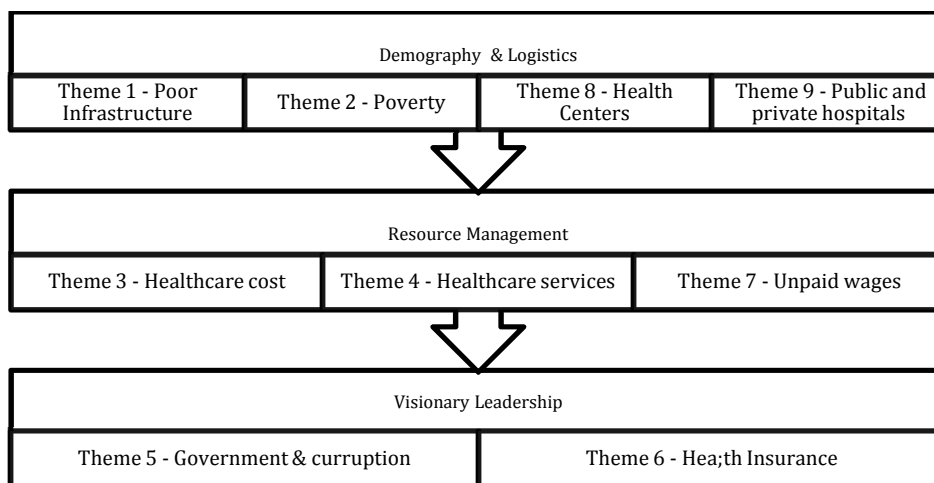 Demography & Logistics
Theme 1 - Poor
Infrastructure
Theme 2 - Poverty
Theme 8 - Health
Centers
Theme 9 - Public and
private hospitals
Resource Management
Theme 3 - Healthcare cost
Theme 4 - Healthcare services
Theme 7 - Unpaid wages
Visionary Leadership
Theme 5 - Government & curruption
Theme 6 - Hea;th Insurance